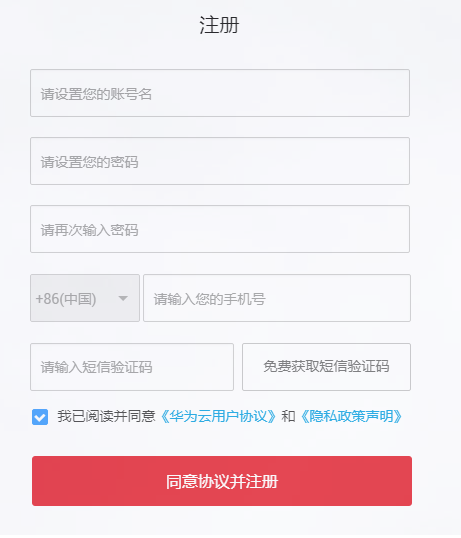 注册
请设置您的账号名
请设置您的密码
请再次输入密码
+86(中国) 请输入您的手机号
请输入短信验证码 免费获取短信验证码
我已阅读并同意《华为云用户协议》和《隐私政策声明》
同意协议并注册